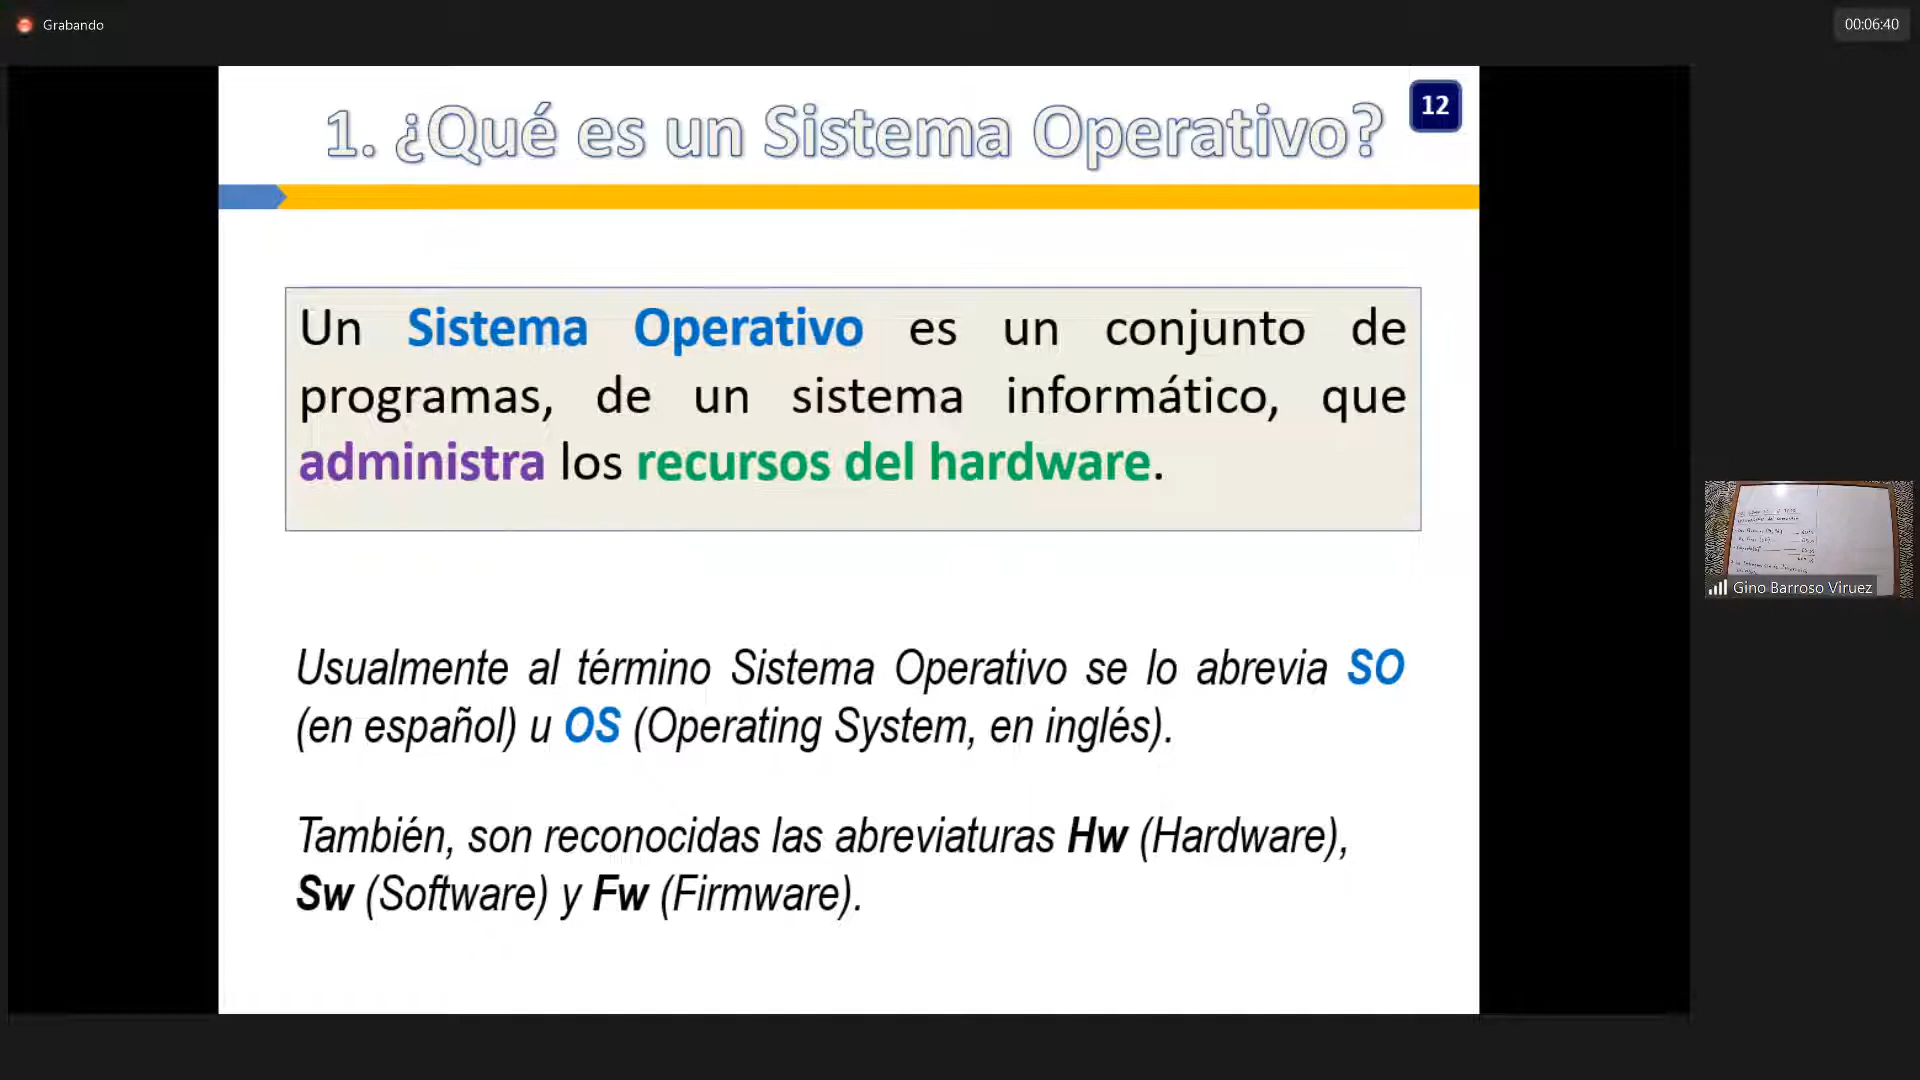 Grabando
00:06:40
1. ¿Qué es un Sistema Operativo?
12
Un Sistema Operativo es un conjunto de
programas, de un sistema informático, que
administra los recursos del hardware.
Usualmente al término Sistema Operativo se lo abrevia SO
(en español) u OS (Operating System, en inglés).
También, son reconocidas las abreviaturas Hw (Hardware),
Sw (Software) y Fw (Firmware).
Gino Barroso Viruez